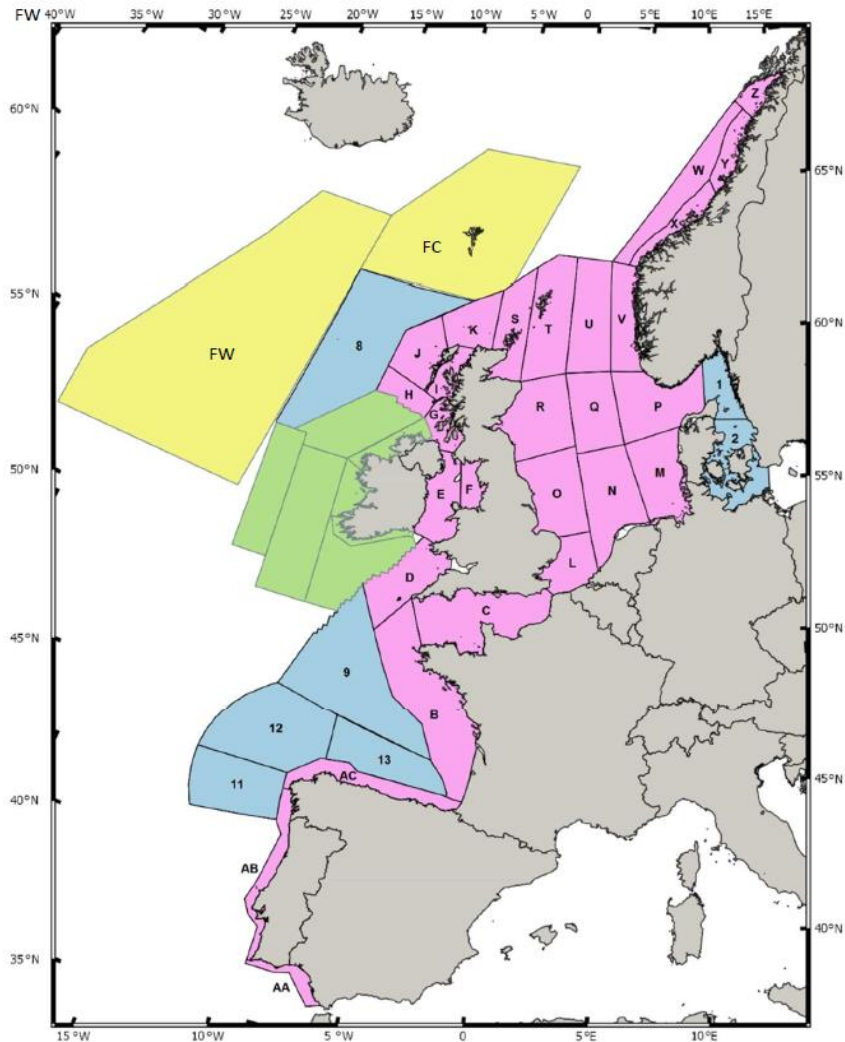 FW
40°W 35°W 30°W 25°W 20°W 15°W 10°W 5°W 0 5°E 10°E 15°E
60°N
Z
65°N
W Y
X
FC
55°N
FW
8
S
K T U V
60°N
J
I
H
G
1
R Q P
2
50°N
E F
O N M
55°N
L
D
C
45°N
50°N
9
B
12
13
AC
11
45°N
40°N
AB
40°N
35°N
AA
15°W 10°W 5°W 0 5°E 10°E